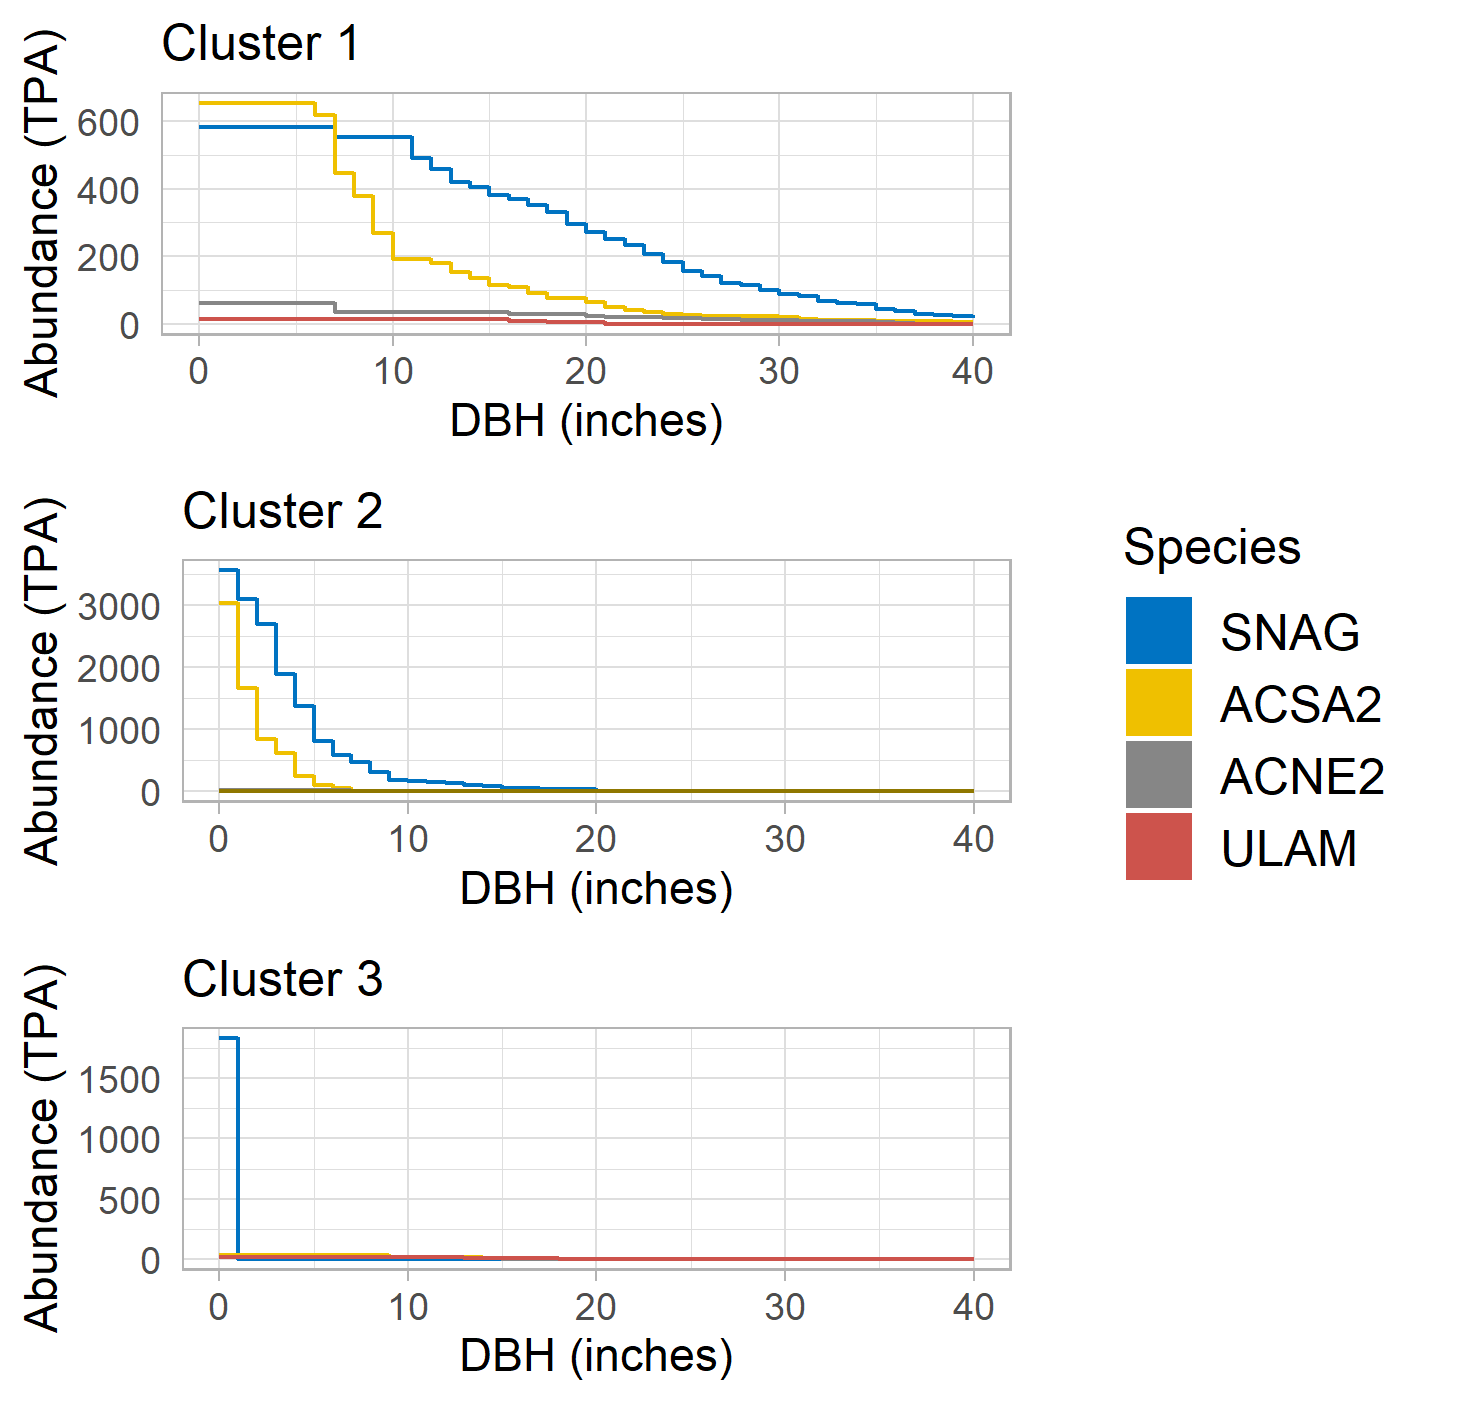 Cluster 1
Abundance (TPA)
600
400
200
0
0 10 20 30 40
DBH (inches)
Cluster 2
Abundance (TPA)
3000
2000
1000
0
0 10 20 30 40
DBH (inches)
Cluster 3
Abundance (TPA)
1500
1000
500
0
0 10 20 30 40
DBH (inches)
Species
SNAG
ACSA2
ACNE2
ULAM